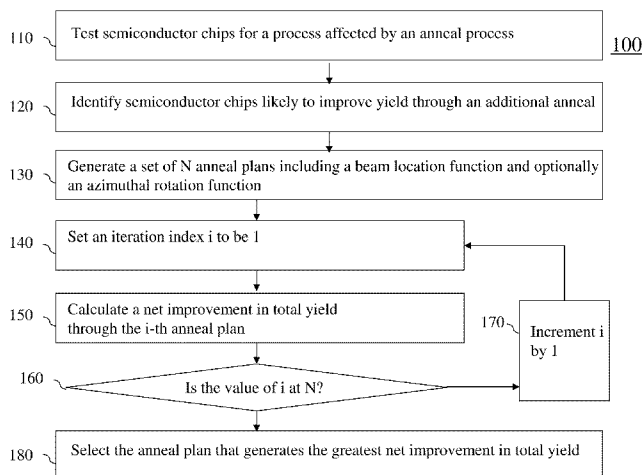 110
Test semiconductor chips for a process affected by an anneal process
100
120
Identify semiconductor chips likely to improve yield through an additional anneal
130
Generate a set of N anneal plans including a beam location function and optionally
an azimuthal rotation function
140
Set an iteration index i to be 1
150
Calculate a net improvement in total yield
through the i-th anneal plan
170
Increment i
by 1
160
Is the value of i at N?
180
Select the anneal plan that generates the greatest net improvement in total yield